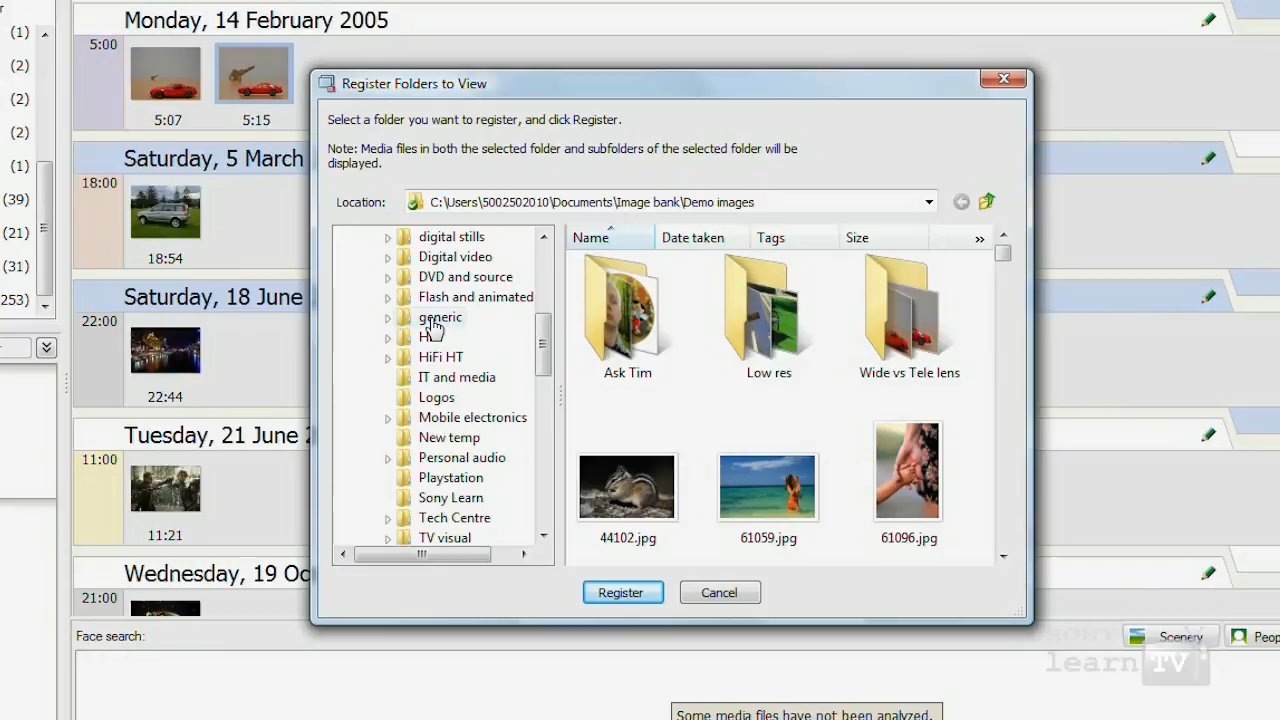 Monday, 14 February 2005
(1)
(2)
(2)
(2)
(1)
(39)
(21)
(31)
253)
5:00
5:07
5:15
Saturday, 5 March
18:00
18:54
Saturday, 18 June
22:00
22:44
Tuesday, 21 June 2
11:00
11:21
Wednesday, 19 Oc
21:00
Register Folders to View
Select a folder you want to register, and click Register.
Note: Media files in both the selected folder and subfolders of the selected folder will be
displayed.
Location:
C:\Users\5002502010\Documents\Image bank\Demo images
digital stills
Digital video
DVD and source
Flash and animated
generic
HiFi HT
IT and media
Logos
Mobile electronics
New temp
Personal audio
Playstation
Sony Learn
Tech Centre
TV visual
Name
Date taken
Tags
Size
»
Ask Tim
Low res
Wide vs Tele lens
44102.jpg
61059.jpg
61096.jpg
Register
Cancel
Face search:
Scenery
Peop
SONY
learn TV
Some media files have not been analyzed.